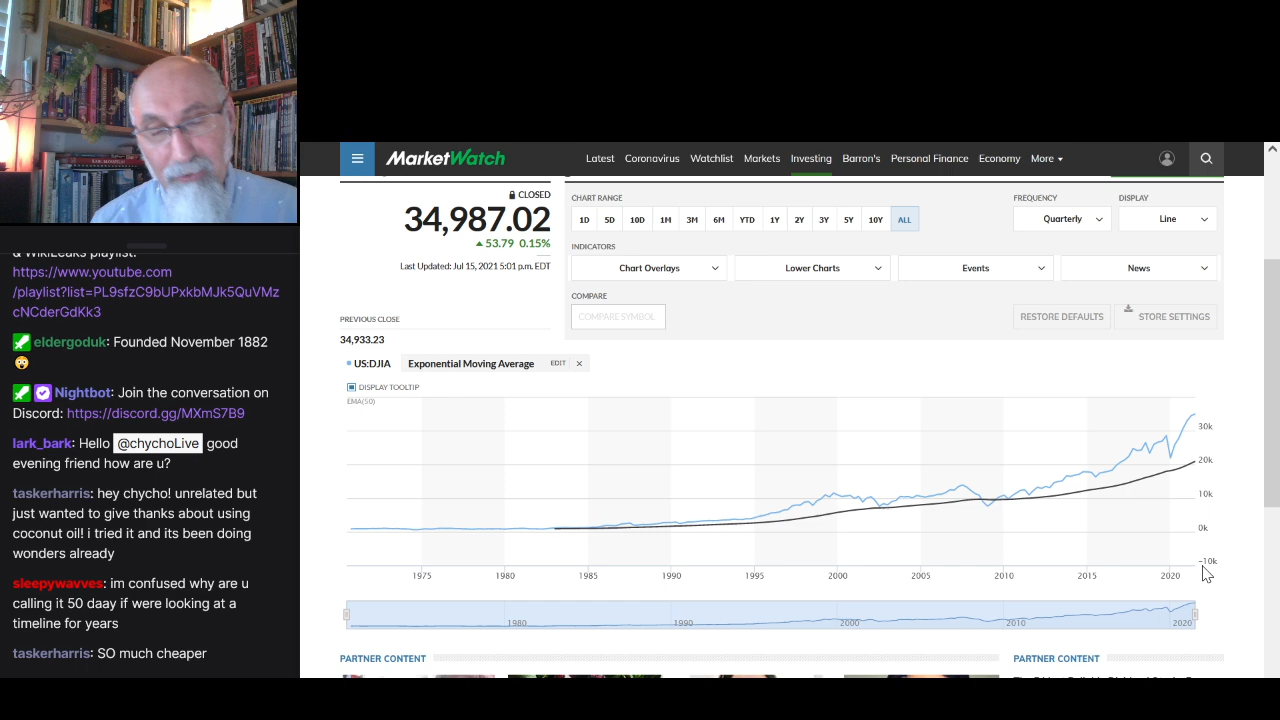 & WikiLeaks playlist:
https://www.youtube.com
/playlist?list=PL9sfzC9bUPxkbMJk5QuVMz
cNCderGdKk3
eldergoduk: Founded November 1882
😲
Nightbot: Join the conversation on
Discord: https://discord.gg/MXmS7B9
lark_bark: Hello @chychoLive good
evening friend how are u?
taskerharris: hey chycho! unrelated but
just wanted to give thanks about using
coconut oil! i tried it and its been doing
wonders already
sleepywavves: im confused why are u
calling it 50 daay if were looking at a
timeline for years
taskerharris: SO much cheaper
MarketWatch
Latest Coronavirus Watchlist Markets Investing Barron's Personal Finance Economy More
CLOSED
34,987.02
53.79 0.15%
Last Updated: Jul 15, 2021 5:01 p.m. EDT
PREVIOUS CLOSE
34,933.23
CHART RANGE
1D 5D 10D 1M 3M 6M YTD 1Y 2Y 3Y 5Y 10Y ALL
FREQUENCY
Quarterly
DISPLAY
Line
INDICATORS
Chart Overlays Lower Charts Events News
COMPARE
COMPARE SYMBOL
RESTORE DEFAULTS STORE SETTINGS
US:DJIA Exponential Moving Average EDIT ×
DISPLAY TOOLTIP
EMA(50)
30k
20k
10k
0k
-10k
1975 1980 1985 1990 1995 2000 2005 2010 2015 2020
1980 1990 2000 2010 2020
PARTNER CONTENT
PARTNER CONTENT